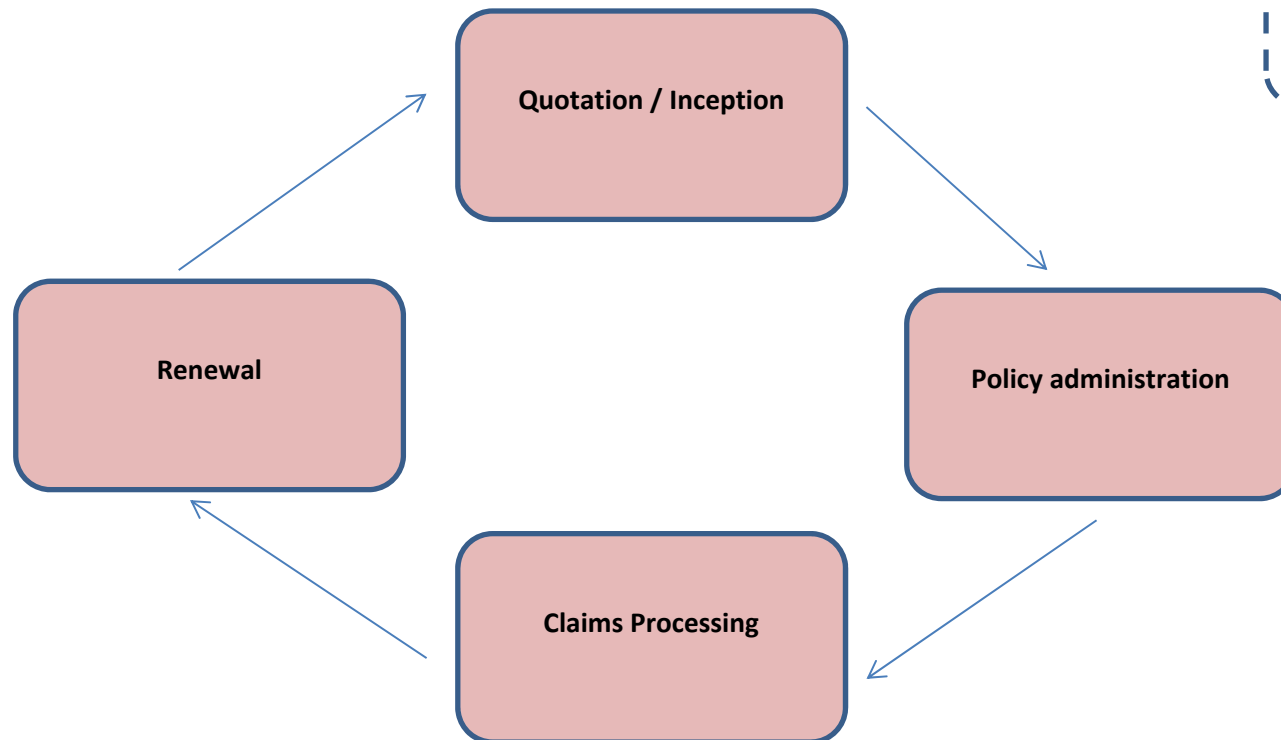 Quotation / Inception
Renewal
Policy administration
Claims Processing